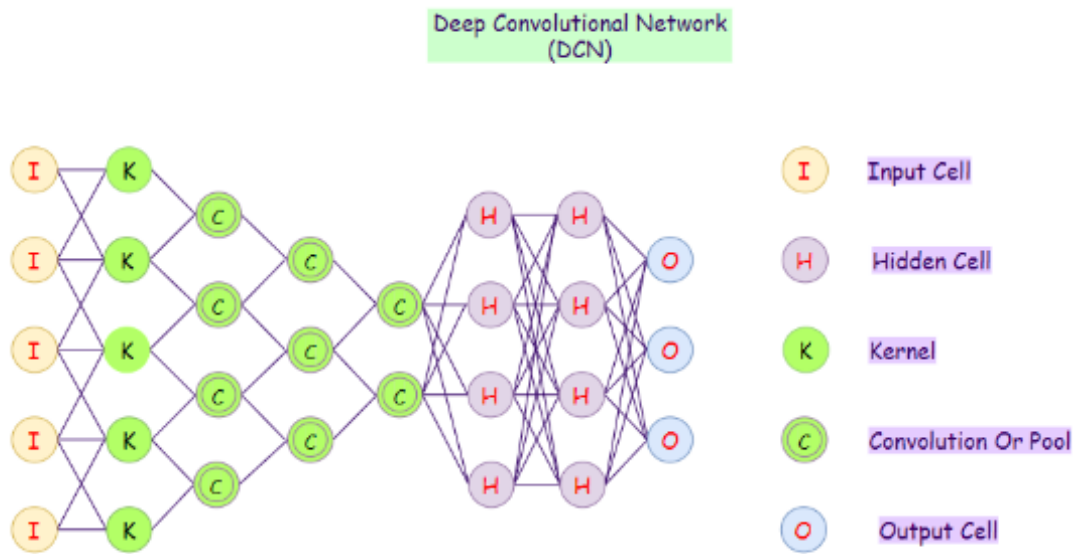 Deep Convolutional Network
(DCN)
I K I Input Cell
C H H
I K C O H Hidden Cell
C C H H
I K C O K Kernel
C C H H
I K C O C Convolution Or Pool
C H H
I K O Output Cell